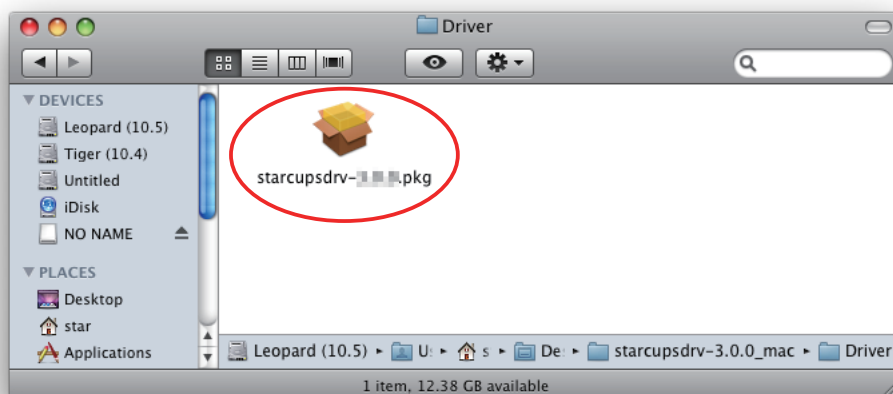 Driver
DEVICES
Leopard (10.5)
Tiger (10.4)
Untitled
iDisk
NO NAME
PLACES
Desktop
star
Applications
starcupsdrv- .pkg
Leopard (10.5) U s De starcupsdrv-3.0.0_mac Driver
1 item, 12.38 GB available